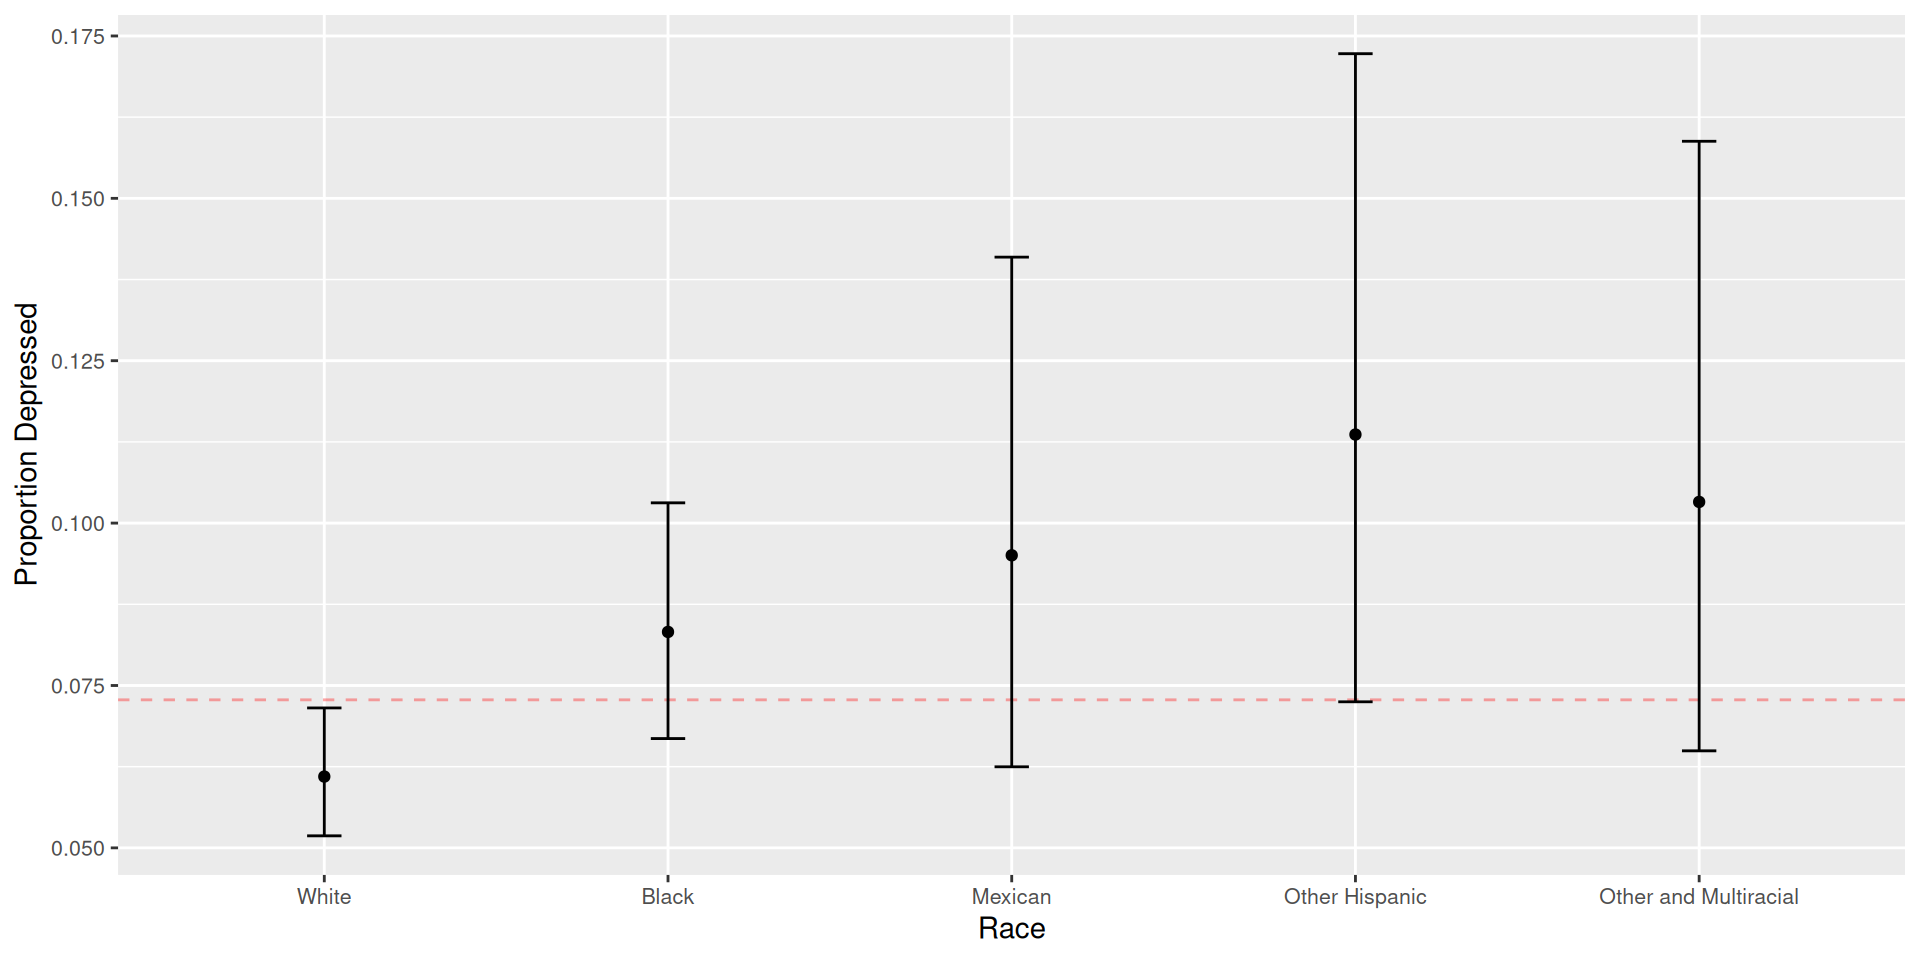 0.175
0.150
0.125
0.100
0.075
0.050
Proportion Depressed
White
Black
Mexican
Other Hispanic
Other and Multiracial
Race